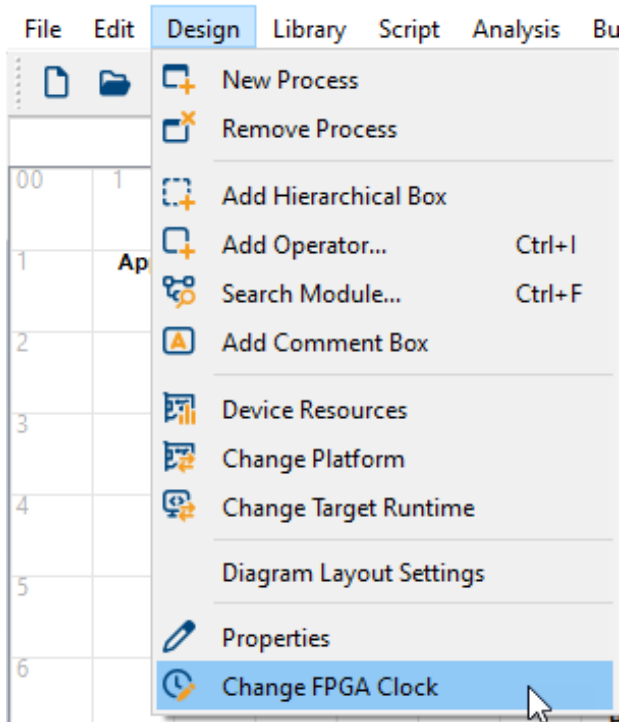 File Edit Design Library Script Analysis Bu
New Process
Remove Process
00 1
Add Hierarchical Box
1 Ap Add Operator... Ctrl+I
Search Module... Ctrl+F
2 A Add Comment Box
3 Device Resources
Change Platform
4 Change Target Runtime
5 Diagram Layout Settings
Properties
6 Change FPGA Clock